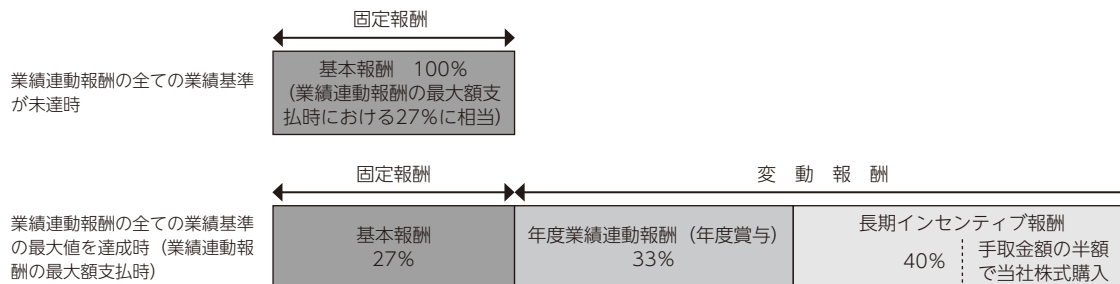 固定報酬
業績連動報酬の全ての業績基準
が未達時
基本報酬　100%
(業績連動報酬の最大額支
払時における27%に相当)
固定報酬
変　動　報　酬
業績連動報酬の全ての業績基準
の最大値を達成時（業績連動報
酬の最大額支払時）
基本報酬
27%
年度業績連動報酬（年度賞与）
33%
長期インセンティブ報酬
40%
手取金額の半額
で当社株式購入